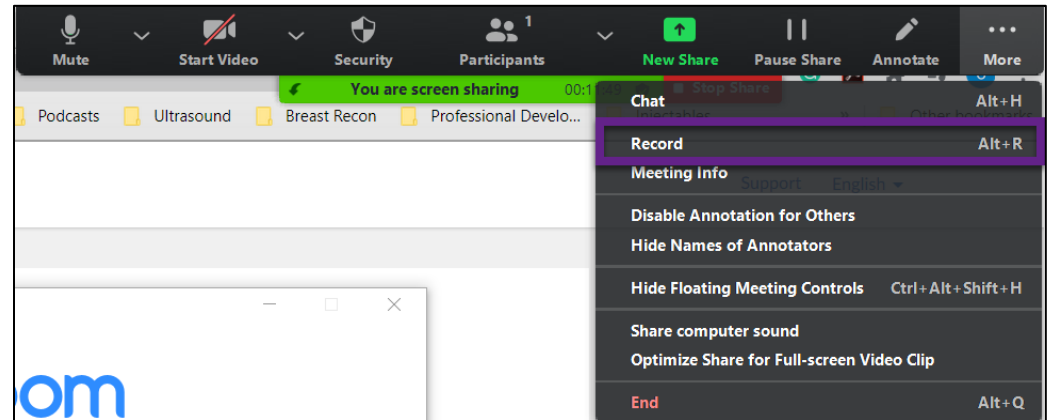 1
Mute Start Video Security Participants New Share Pause Share Annotate More
You are screen sharing Stop Share
Podcasts Ultrasound Breast Recon Professional Develo... Injectables » Other bookmarks
Chat Alt+H
Record Alt+R
Meeting Info
Support English
Disable Annotation for Others
Hide Names of Annotators
Hide Floating Meeting Controls Ctrl+Alt+Shift+H
Share computer sound
Optimize Share for Full-screen Video Clip
End Alt+Q
om